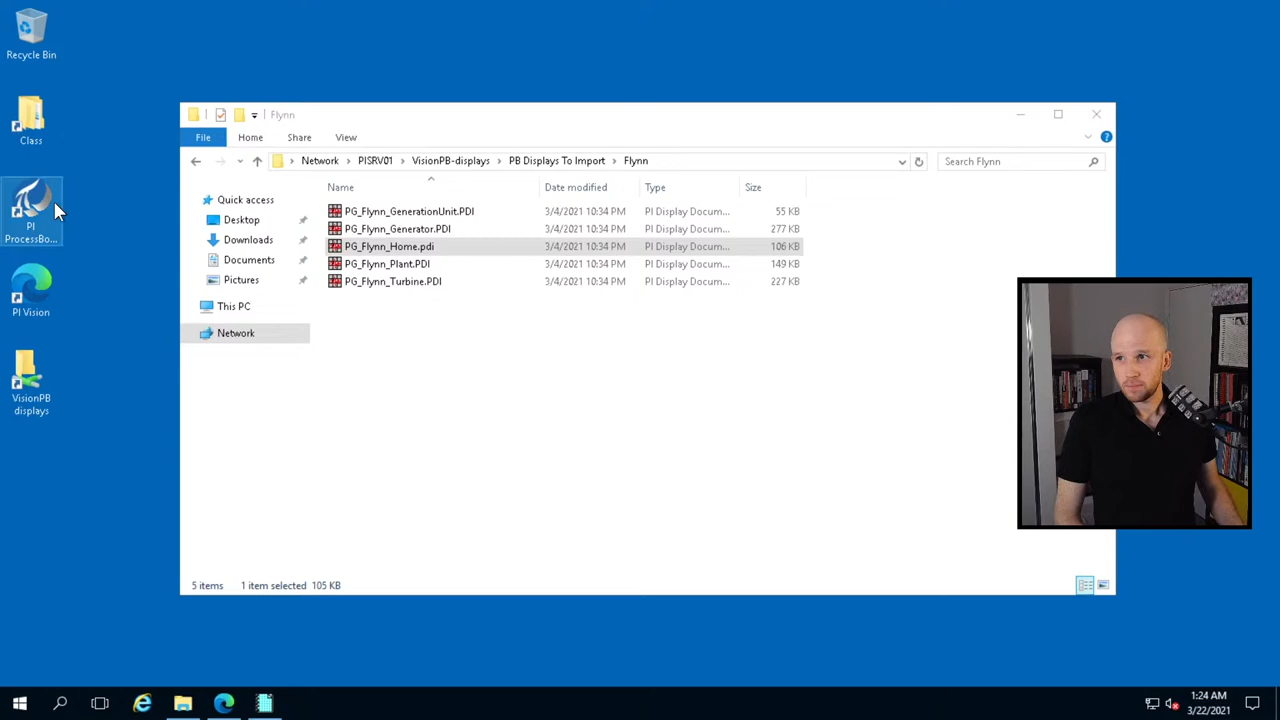 Recycle Bin
Class
PI
ProcessBo...
PI Vision
VisionPB
displays
Flynn
File
Home
Share
View
Network
PISRV01
VisionPB-displays
PB Displays To Import
Flynn
Search Flynn
Quick access
Desktop
Downloads
Documents
Pictures
This PC
Network
Name
Date modified
Type
Size
PG_Flynn_GenerationUnit.PDI 3/4/2021 10:34 PM PI Display Docum... 55 KB
PG_Flynn_Generator.PDI 3/4/2021 10:34 PM PI Display Docum... 277 KB
PG_Flynn_Home.pdi 3/4/2021 10:34 PM PI Display Docum... 106 KB
PG_Flynn_Plant.PDI 3/4/2021 10:34 PM PI Display Docum... 149 KB
PG_Flynn_Turbine.PDI 3/4/2021 10:34 PM PI Display Docum... 227 KB
5 items 1 item selected 105 KB
1:24 AM
3/22/2021